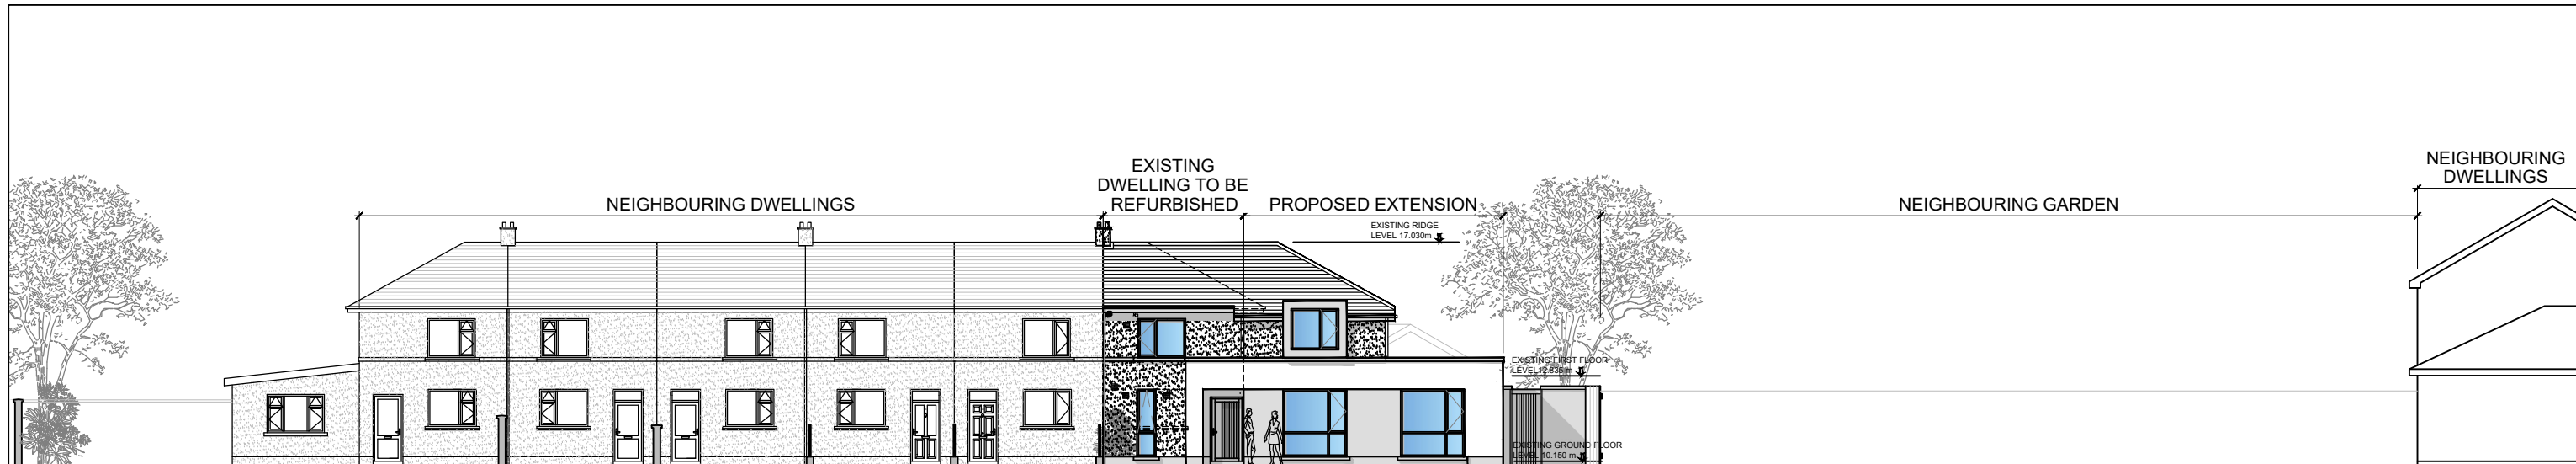 NEIGHBOURING DWELLINGS
EXISTING
DWELLING TO BE
REFURBISHED
PROPOSED EXTENSION
EXISTING RIDGE
LEVEL 17.030m
NEIGHBOURING GARDEN
NEIGHBOURING
DWELLINGS
EXISTING FIRST FLOOR
LEVEL 12.835m
EXISTING GROUND FLOOR
LEVEL 10.150 m